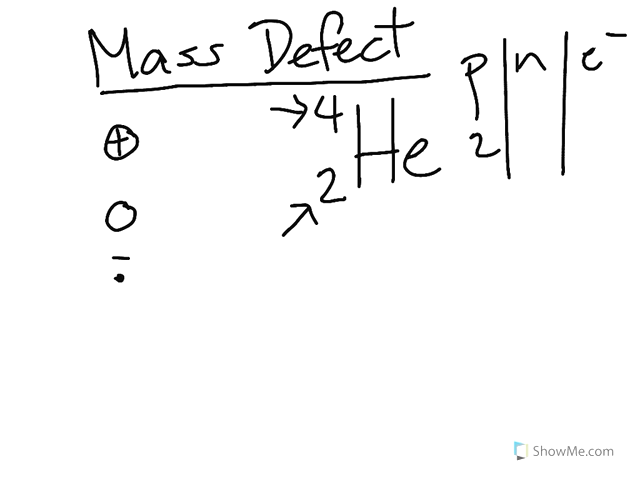 Mass Defect
p | n | e⁻
→ 4
He
2
2
↗
⊕
O
-
•
ShowMe.com